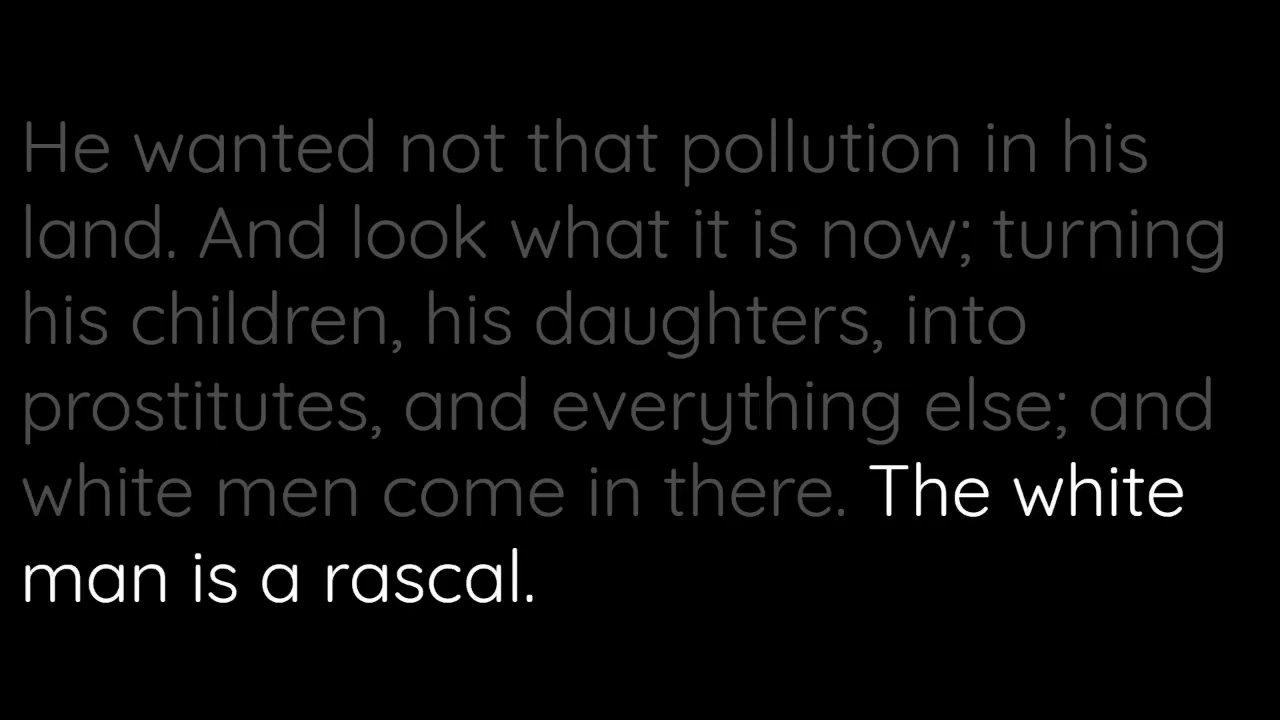 He wanted not that pollution in his
land. And look what it is now; turning
his children, his daughters, into
prostitutes, and everything else; and
white men come in there. The white
man is a rascal.